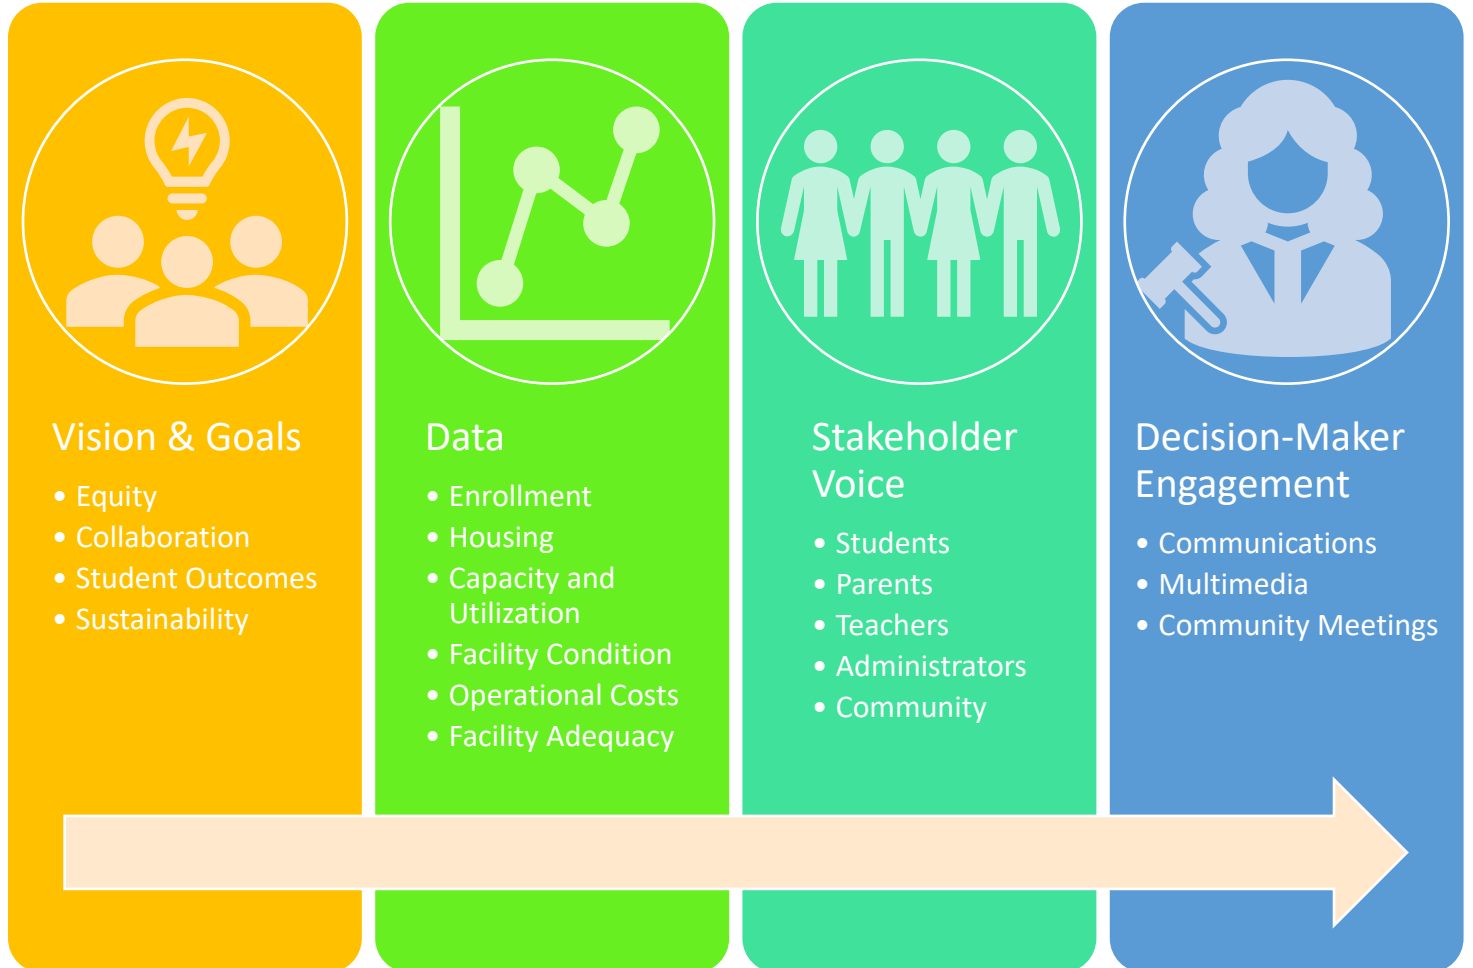 Vision & Goals
• Equity
• Collaboration
• Student Outcomes
• Sustainability
Data
• Enrollment
• Housing
• Capacity and
Utilization
• Facility Condition
• Operational Costs
• Facility Adequacy
Stakeholder
Voice
• Students
• Parents
• Teachers
• Administrators
• Community
Decision-Maker
Engagement
• Communications
• Multimedia
• Community Meetings